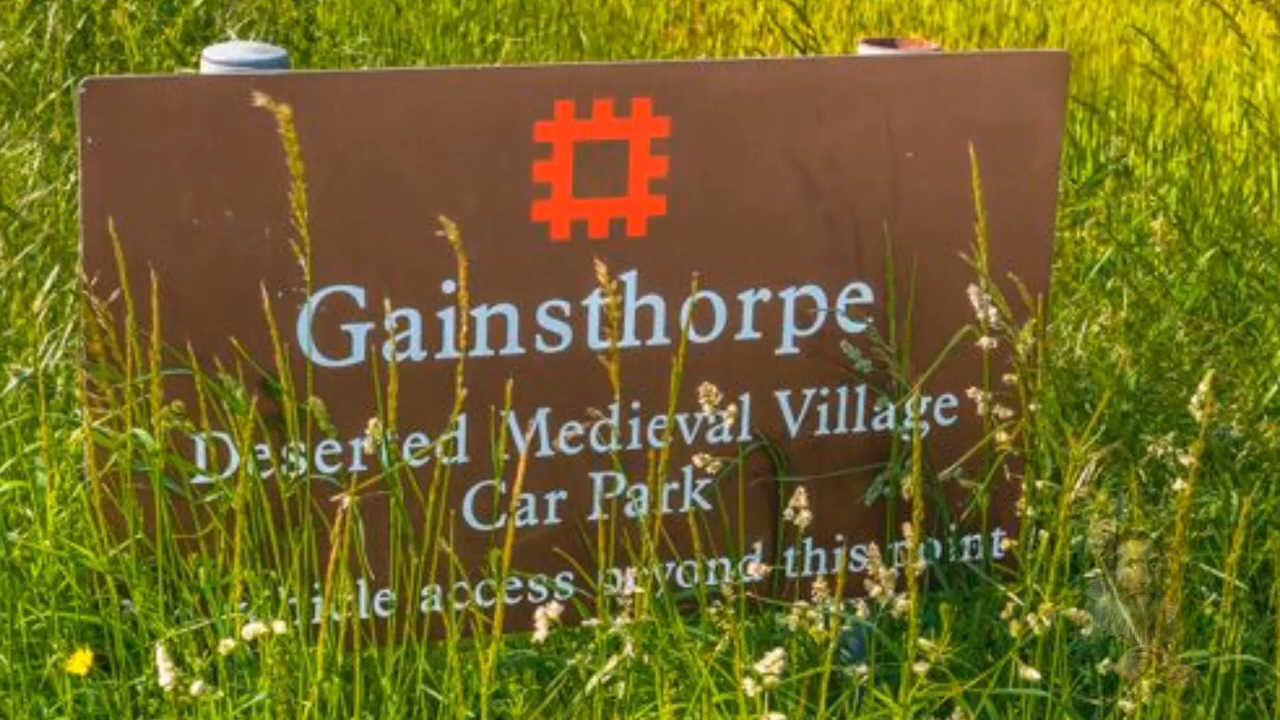 Gainsthorpe
Deserted Medieval Village
Car Park
vehicle access beyond this point